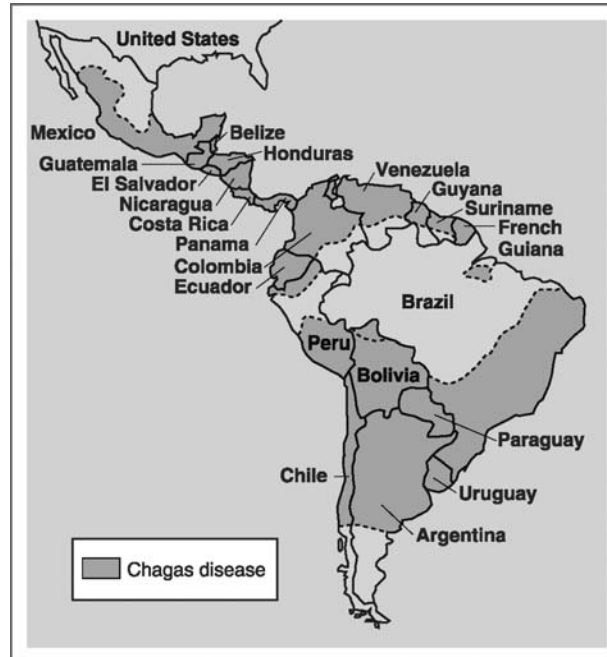 United States
Mexico
Belize
Honduras
Guatemala
El Salvador
Nicaragua
Costa Rica
Panama
Colombia
Ecuador
Venezuela
Guyana
Suriname
French
Guiana
Brazil
Peru
Bolivia
Paraguay
Chile
Uruguay
Argentina
Chagas disease